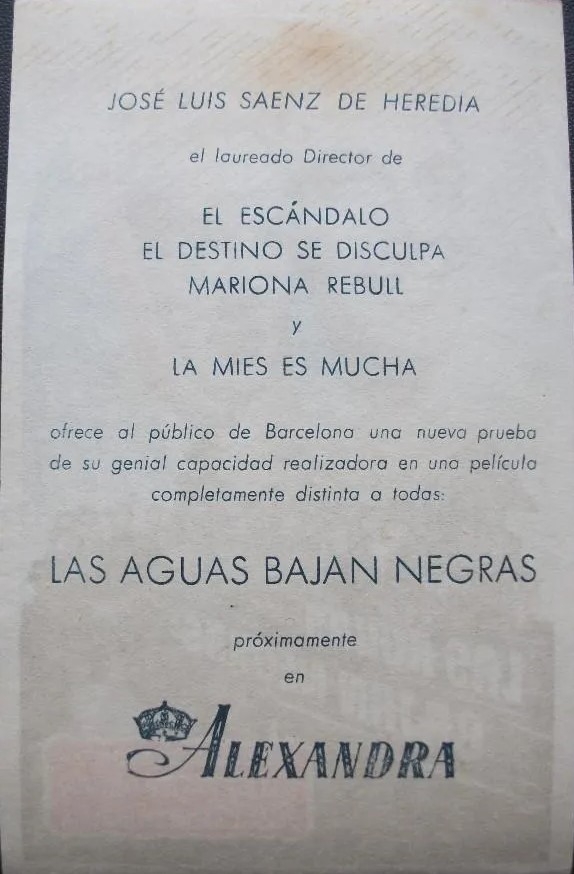 JOSÉ LUIS SAENZ DE HEREDIA
el laureado Director de
EL ESCÁNDALO
EL DESTINO SE DISCULPA
MARIONA REBULL
y
LA MIES ES MUCHA
ofrece al público de Barcelona una nueva prueba
de su genial capacidad realizadora en una película
completamente distinta a todas:
LAS AGUAS BAJAN NEGRAS
próximamente
en
ALEXANDRA